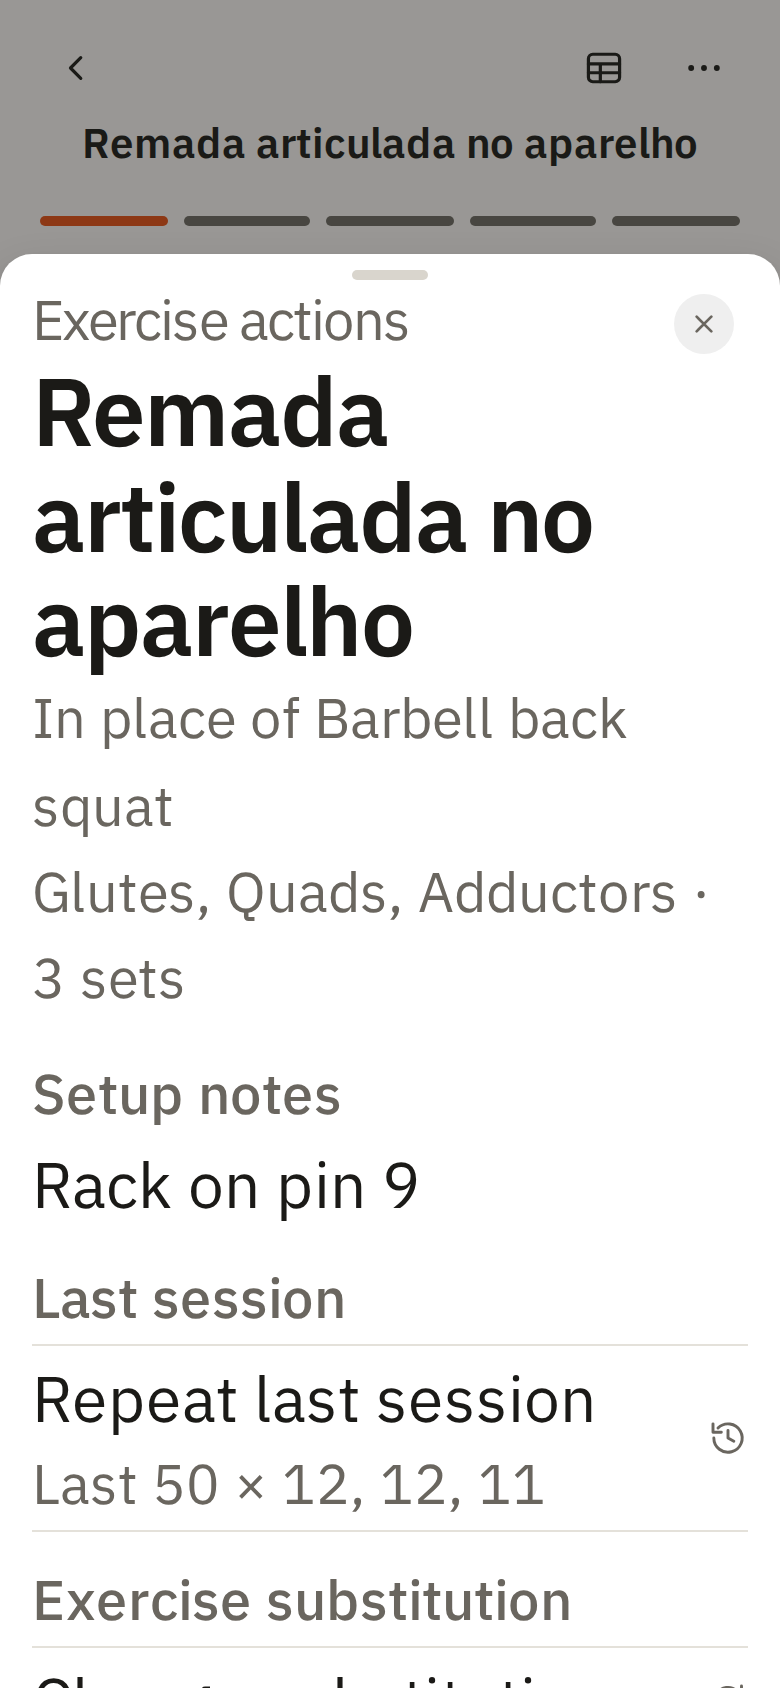 Remada articulada no aparelho
Exercise actions
Remada
articulada no
aparelho
In place of Barbell back
squat
Glutes, Quads, Adductors ·
3 sets
Setup notes
Rack on pin 9
Last session
Repeat last session
Last 50 × 12, 12, 11
Exercise substitution